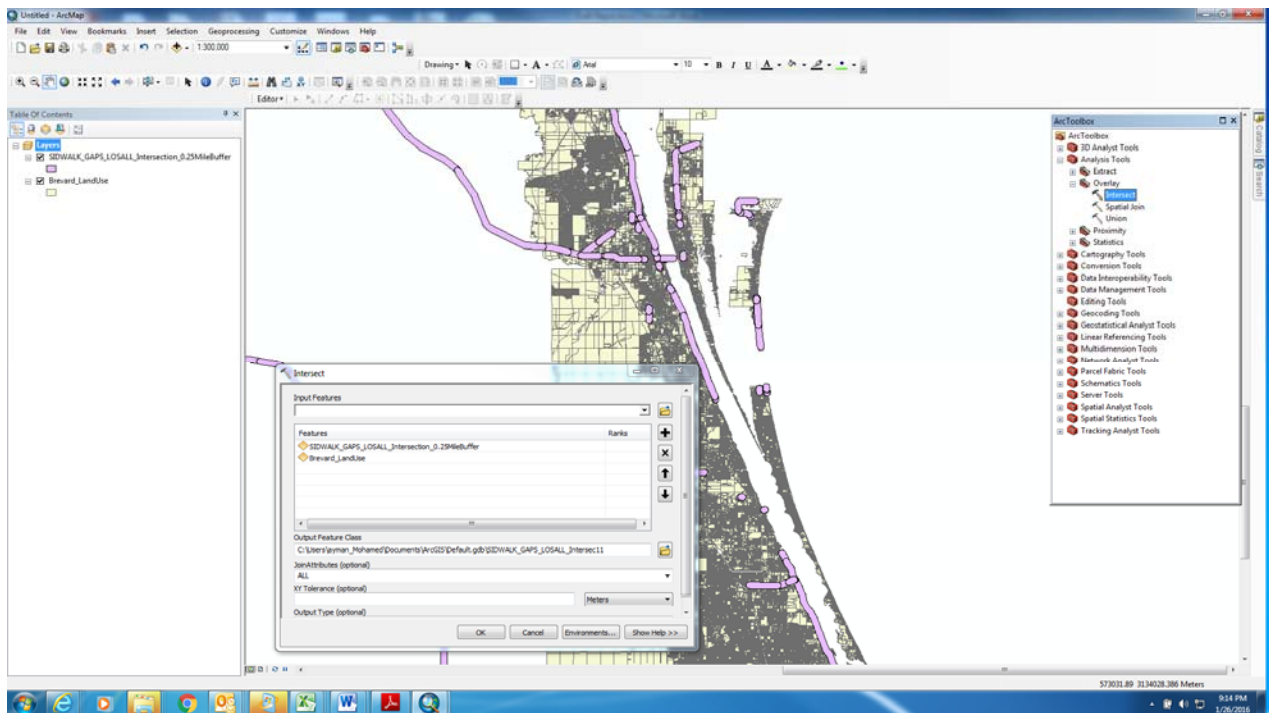 Untitled - ArcMap
File Edit View Bookmarks Insert Selection Geoprocessing Customize Windows Help
1:300,000
Drawing
Arial
10
B I U A
Editor
Table Of Contents
Layers
SIDWALK_GAPS_LOSALL_Intersection_0.25MileBuffer
Brevard_LandUse
ArcToolbox
ArcToolbox
3D Analyst Tools
Analysis Tools
Extract
Overlay
Intersect
Spatial Join
Union
Proximity
Statistics
Cartography Tools
Conversion Tools
Data Interoperability Tools
Data Management Tools
Editing Tools
Geocoding Tools
Geostatistical Analyst Tools
Linear Referencing Tools
Multidimension Tools
Network Analyst Tools
Parcel Fabric Tools
Schematics Tools
Server Tools
Spatial Analyst Tools
Spatial Statistics Tools
Tracking Analyst Tools
Catalog
Search
Intersect
Input Features
Features Ranks
SIDWALK_GAPS_LOSALL_Intersection_0.25MileBuffer
Brevard_LandUse
Output Feature Class
C:\Users\ayman_Mohamed\Documents\ArcGIS\Default.gdb\SIDWALK_GAPS_LOSALL_Intersec11
JoinAttributes (optional)
ALL
XY Tolerance (optional)
Meters
Output Type (optional)
OK Cancel Environments... Show Help >>
573031.89 3134028.386 Meters
9:14 PM
1/26/2016